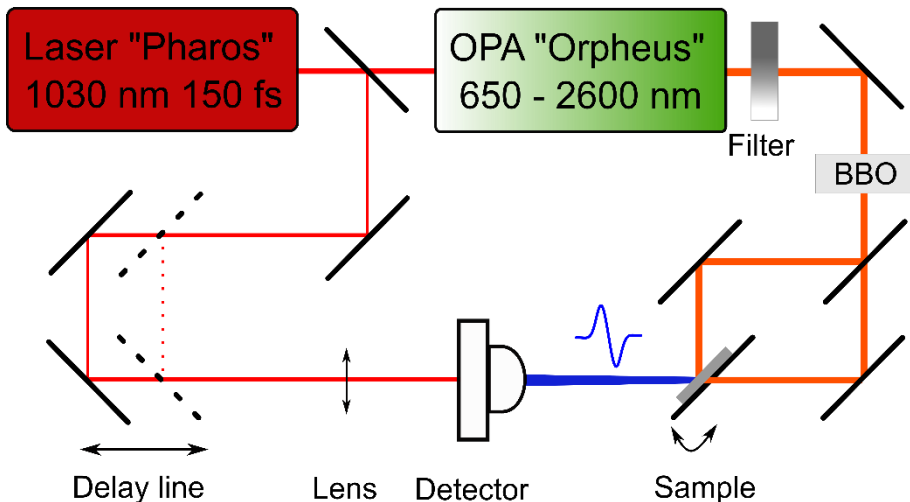 Laser "Pharos"
1030 nm 150 fs
OPA "Orpheus"
650 - 2600 nm
Filter
BBO
Delay line
Lens
Detector
Sample